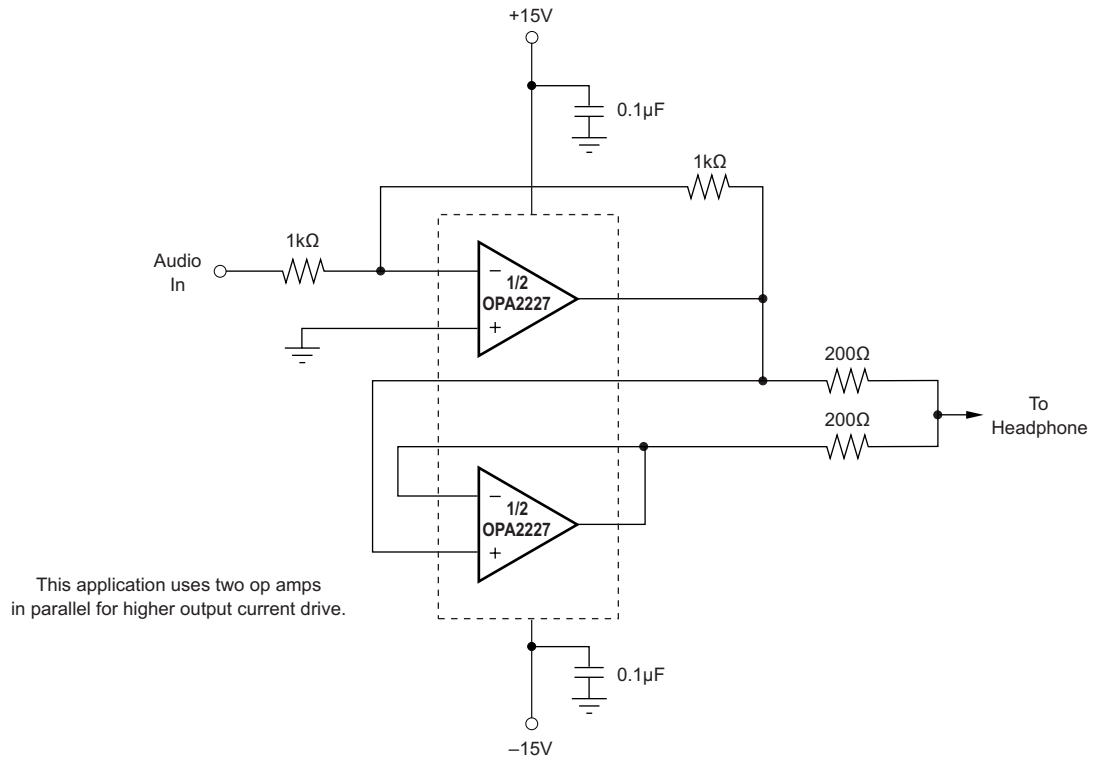 +15V
0.1µF
1kΩ
1kΩ
Audio
In
−
1/2
OPA2227
+
200Ω
To
Headphone
200Ω
−
1/2
OPA2227
+
This application uses two op amps
in parallel for higher output current drive.
0.1µF
–15V